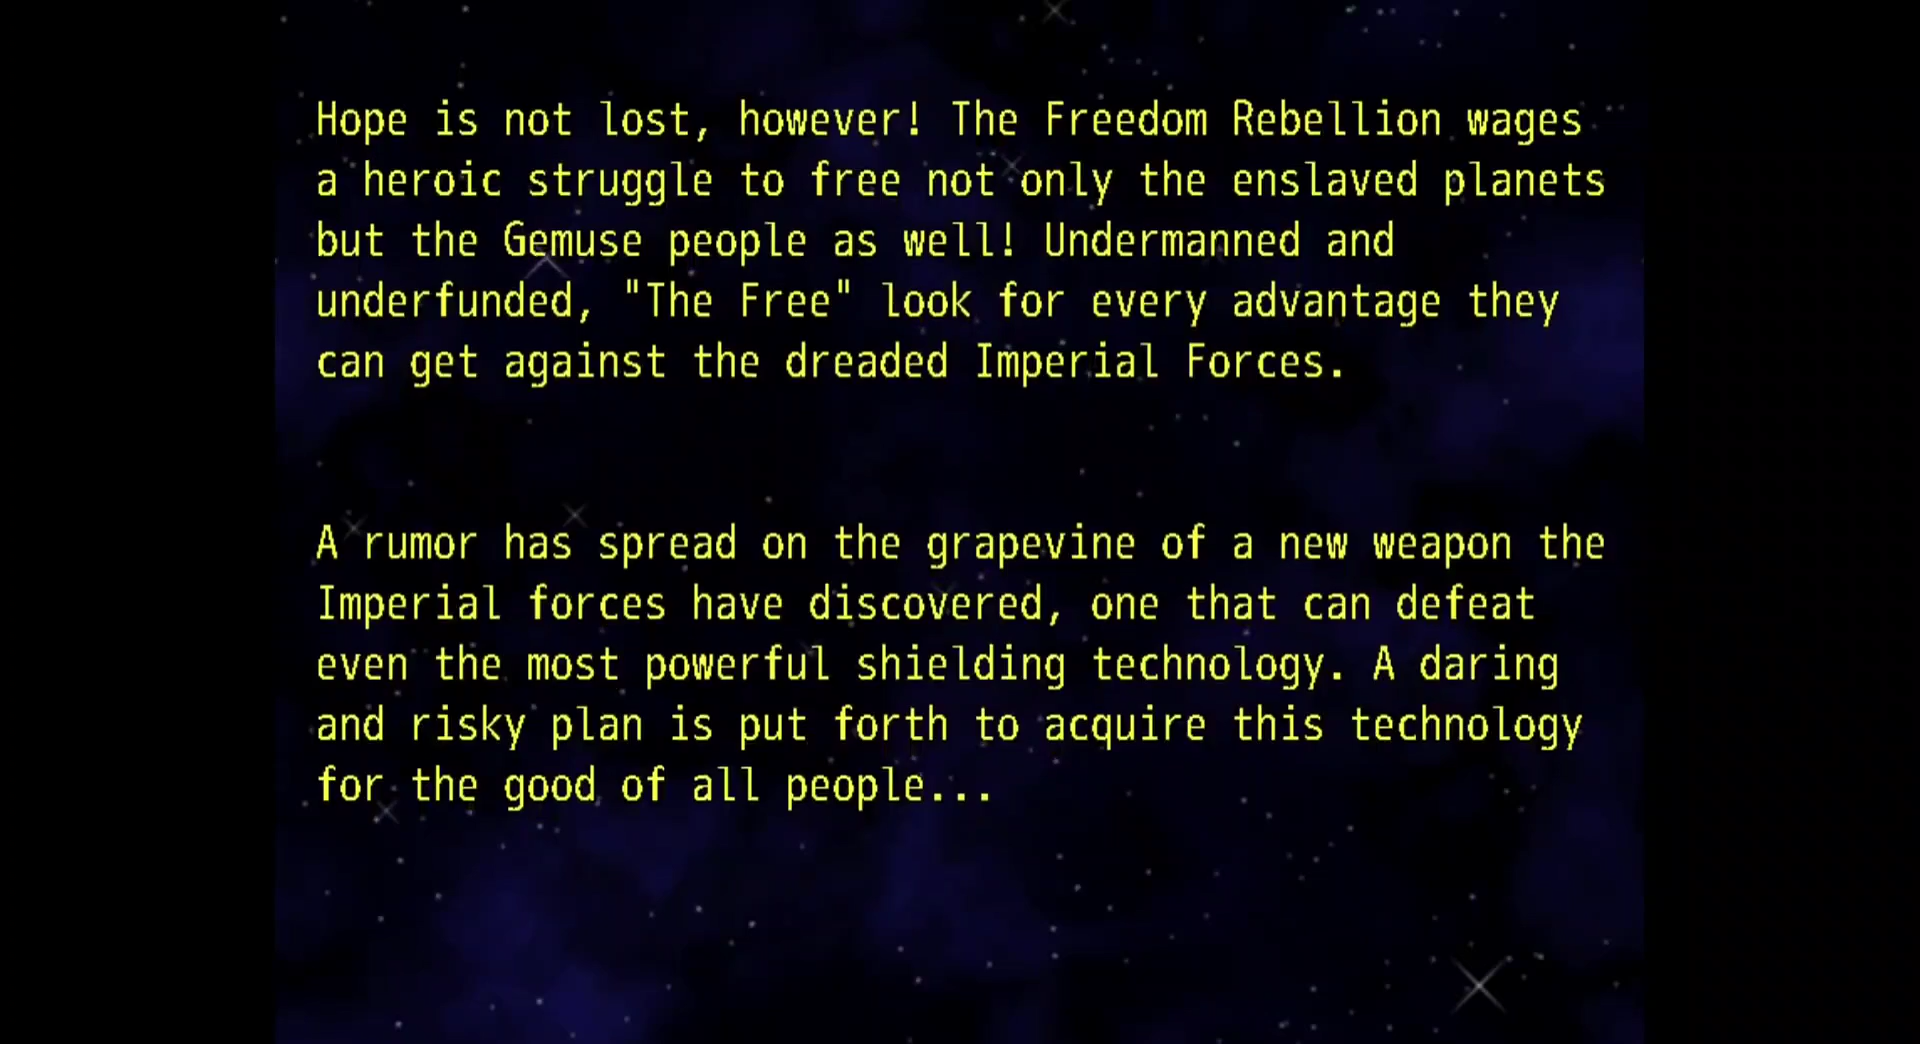 Hope is not lost, however! The Freedom Rebellion wages
a heroic struggle to free not only the enslaved planets
but the Gemuse people as well! Undermanned and
underfunded, "The Free" look for every advantage they
can get against the dreaded Imperial Forces.
A rumor has spread on the grapevine of a new weapon the
Imperial forces have discovered, one that can defeat
even the most powerful shielding technology. A daring
and risky plan is put forth to acquire this technology
for the good of all people...